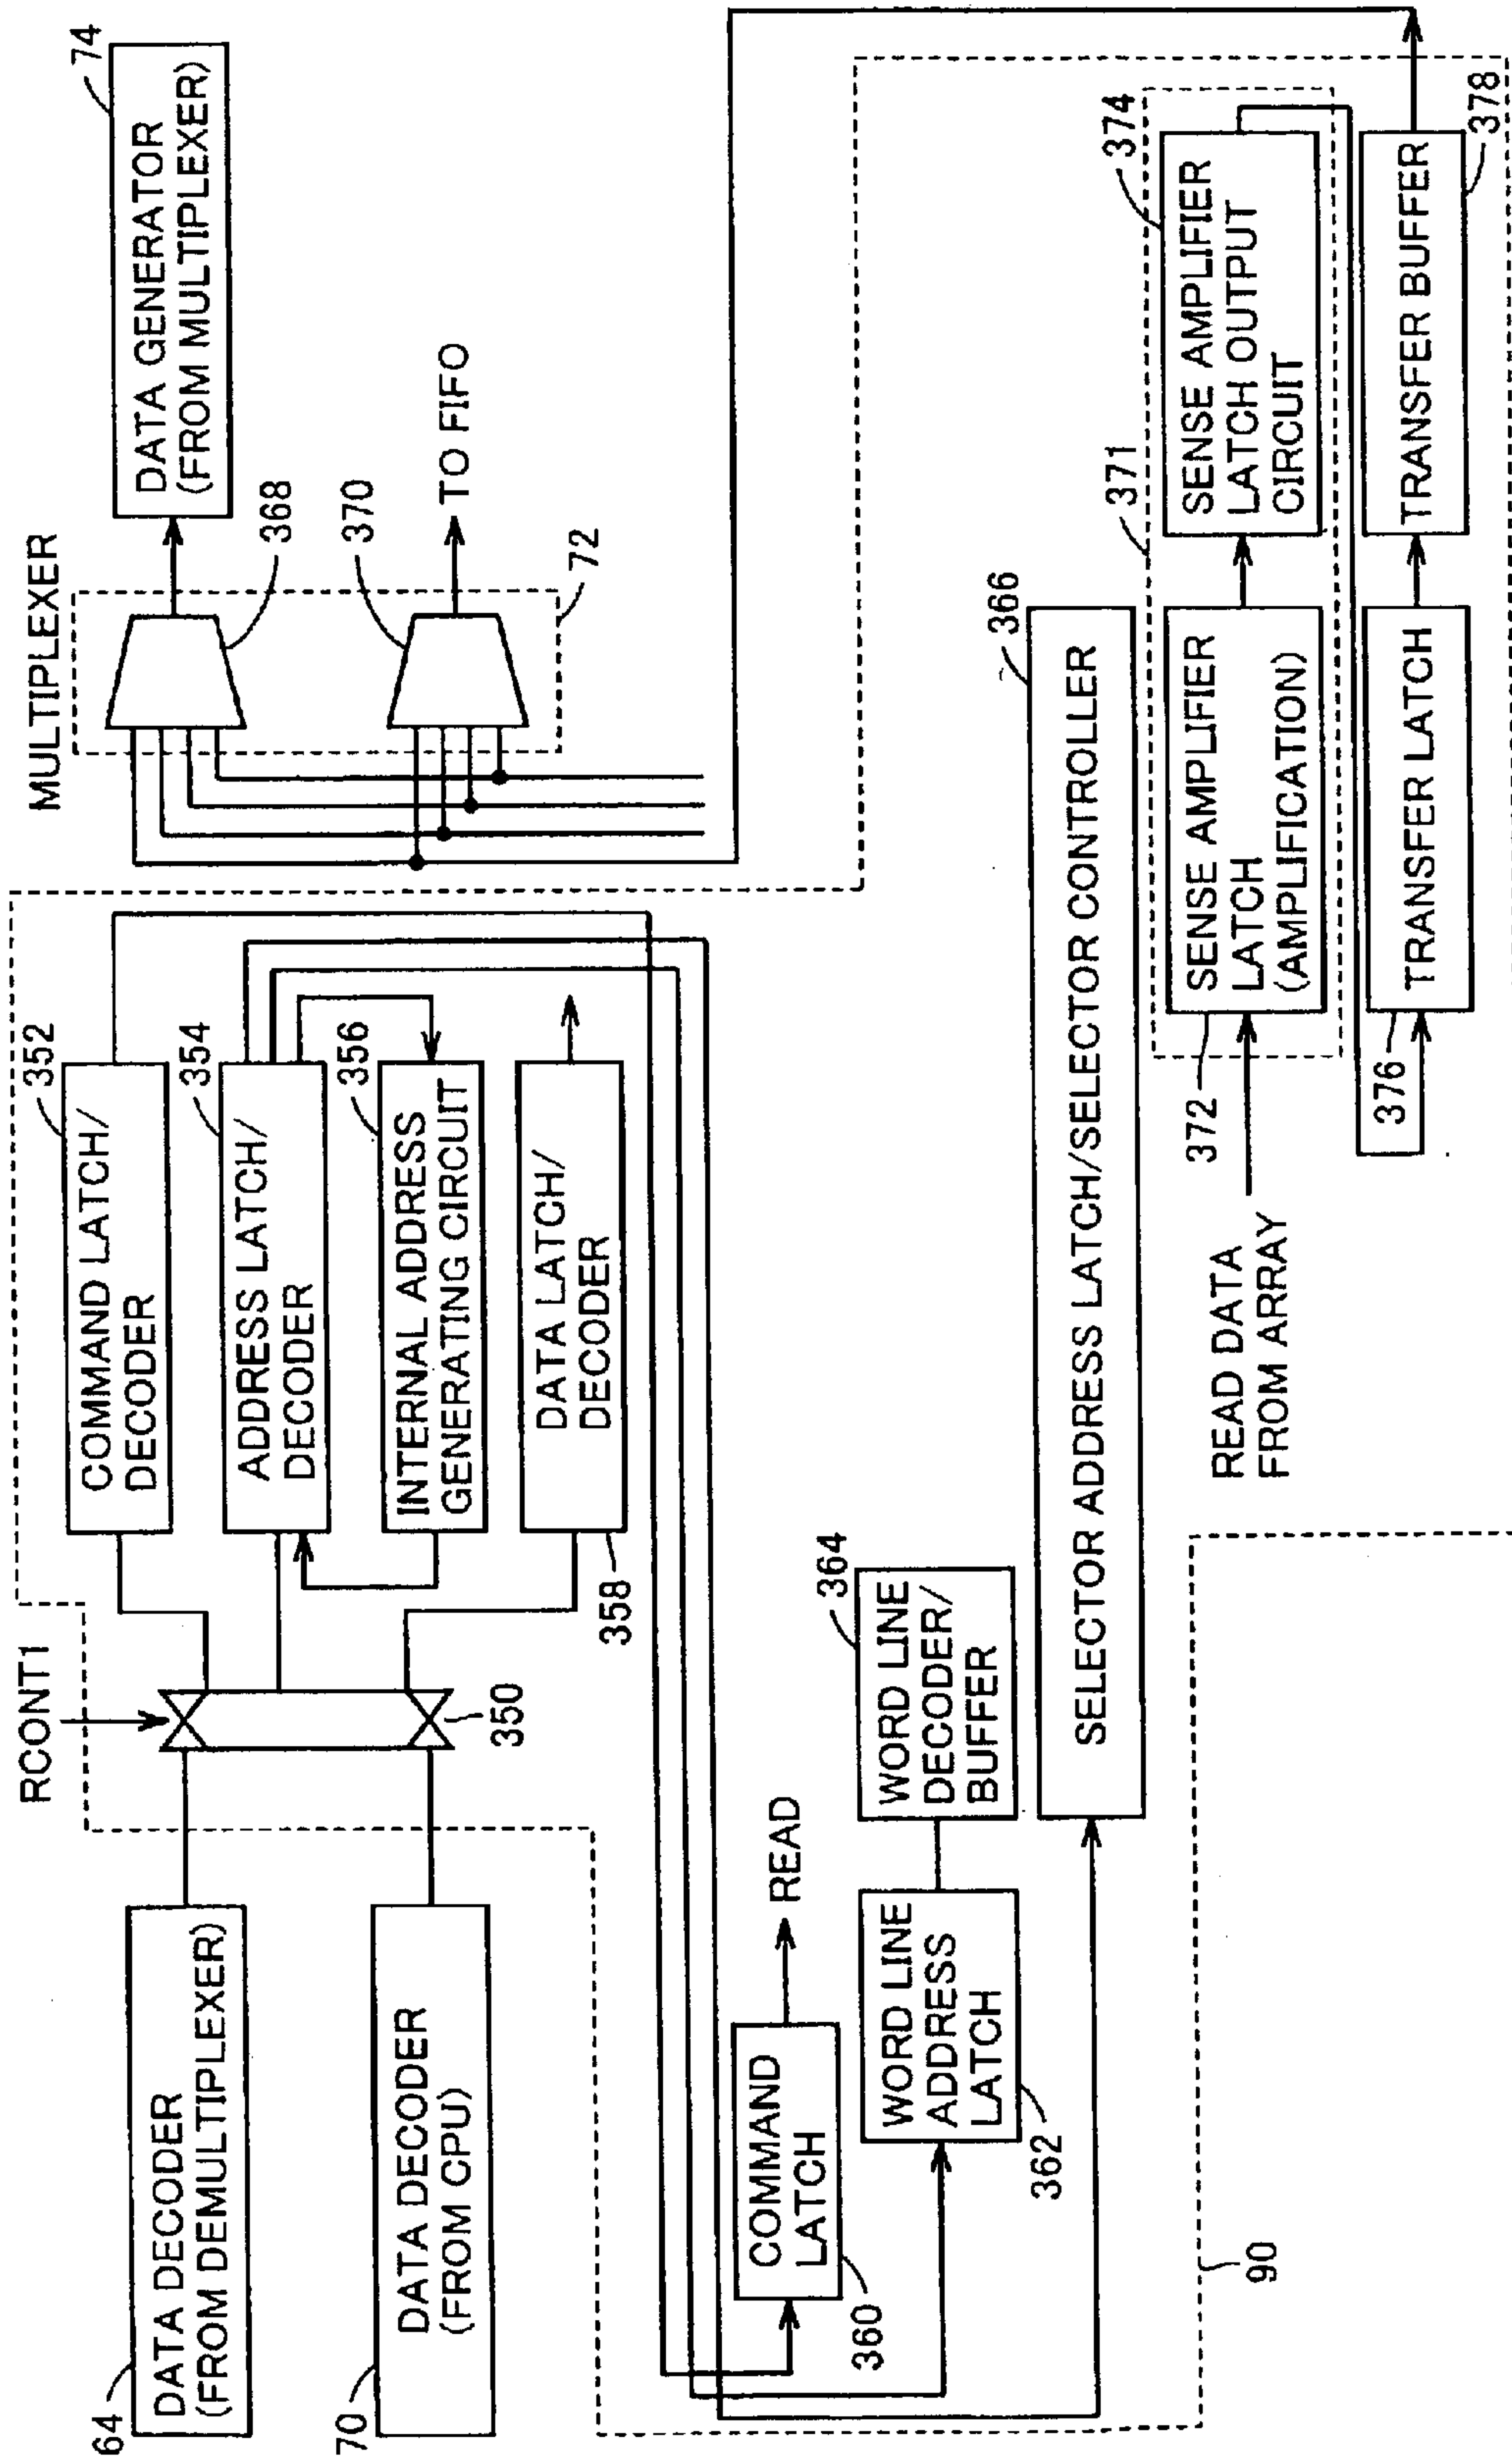 64
DATA DECODER
(FROM DEMULTIPLEXER)
70
DATA DECODER
(FROM CPU)
RCONT1
350
352
COMMAND LATCH/
DECODER
354
ADDRESS LATCH/
DECODER
356
INTERNAL ADDRESS
GENERATING CIRCUIT
358
DATA LATCH/
DECODER
MULTIPLEXER
368
370
72
TO FIFO
74
DATA GENERATOR
(FROM MULTIPLEXER)
360
COMMAND
LATCH
READ
362
WORD LINE
ADDRESS
LATCH
364
WORD LINE
DECODER/
BUFFER
366
SELECTOR ADDRESS LATCH/SELECTOR CONTROLLER
READ DATA
FROM ARRAY
371
372
SENSE AMPLIFIER
LATCH
(AMPLIFICATION)
374
SENSE AMPLIFIER
LATCH OUTPUT
CIRCUIT
376
TRANSFER LATCH
378
TRANSFER BUFFER
90